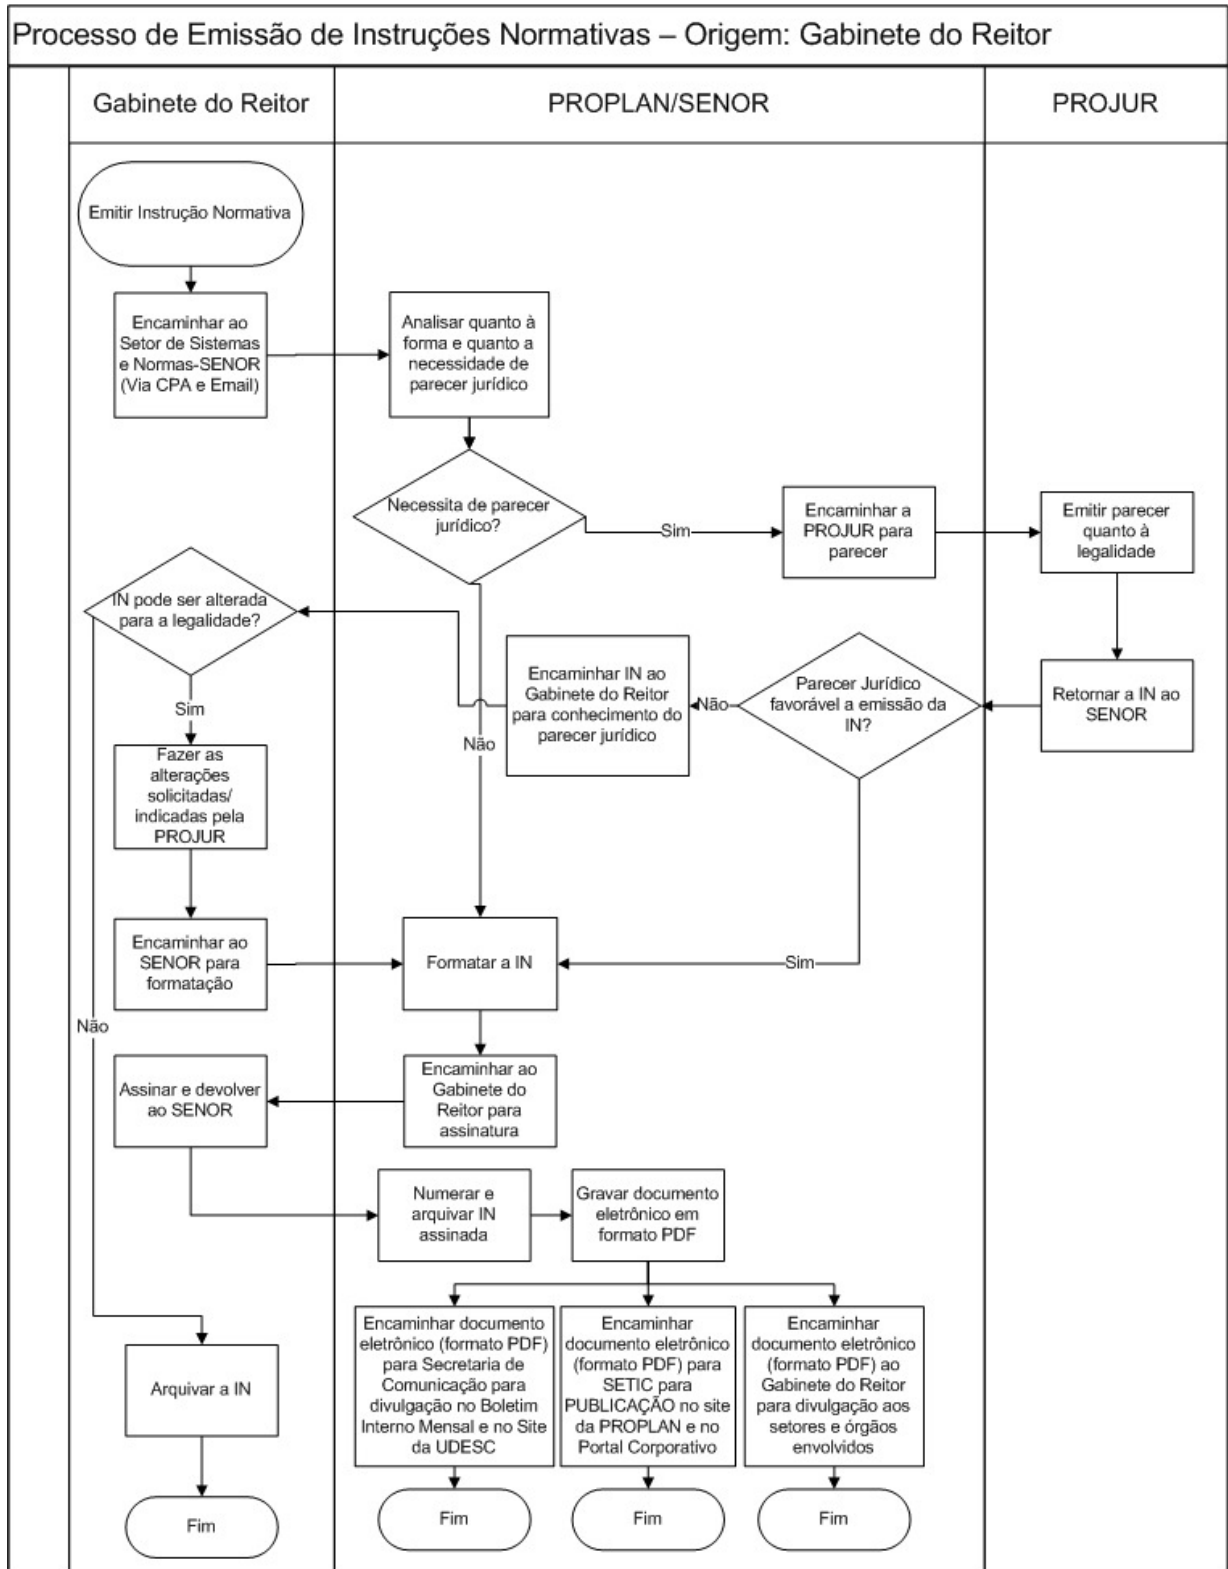 Processo de Emissão de Instruções Normativas – Origem: Gabinete do Reitor
Gabinete do Reitor
PROPLAN/SENOR
PROJUR
Emitir Instrução Normativa
Encaminhar ao
Setor de Sistemas
e Normas-SENOR
(Via CPA e Email)
Analisar quanto à
forma e quanto a
necessidade de
parecer jurídico
Necessita de parecer
jurídico?
Sim
Encaminhar a
PROJUR para
parecer
Emitir parecer
quanto à
legalidade
IN pode ser alterada
para a legalidade?
Encaminhar IN ao
Gabinete do Reitor
para conhecimento do
parecer jurídico
Não
Parecer Jurídico
favorável a emissão da
IN?
Retornar a IN ao
SENOR
Sim
Não
Fazer as
alterações
solicitadas/
indicadas pela
PROJUR
Encaminhar ao
SENOR para
formatação
Formatar a IN
Sim
Não
Assinar e devolver
ao SENOR
Encaminhar ao
Gabinete do
Reitor para
assinatura
Numerar e
arquivar IN
assinada
Gravar documento
eletrônico em
formato PDF
Encaminhar documento
eletrônico (formato PDF)
para Secretaria de
Comunicação para
divulgação no Boletim
Interno Mensal e no Site
da UDESC
Encaminhar
documento eletrônico
(formato PDF) para
SETIC para
PUBLICAÇÃO no site
da PROPLAN e no
Portal Corporativo
Encaminhar
documento eletrônico
(formato PDF) ao
Gabinete do Reitor
para divulgação aos
setores e órgãos
envolvidos
Arquivar a IN
Fim
Fim
Fim
Fim